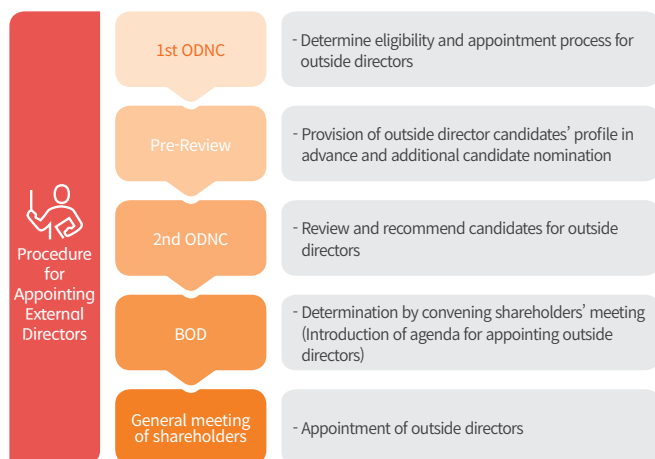 Procedure
for
Appointing
External
Directors
1st ODNC
- Determine eligibility and appointment process for
outside directors
Pre-Review
- Provision of outside director candidates’ profile in
advance and additional candidate nomination
2nd ODNC
- Review and recommend candidates for outside
directors
BOD
- Determination by convening shareholders’ meeting
(Introduction of agenda for appointing outside
directors)
General meeting
of shareholders
- Appointment of outside directors